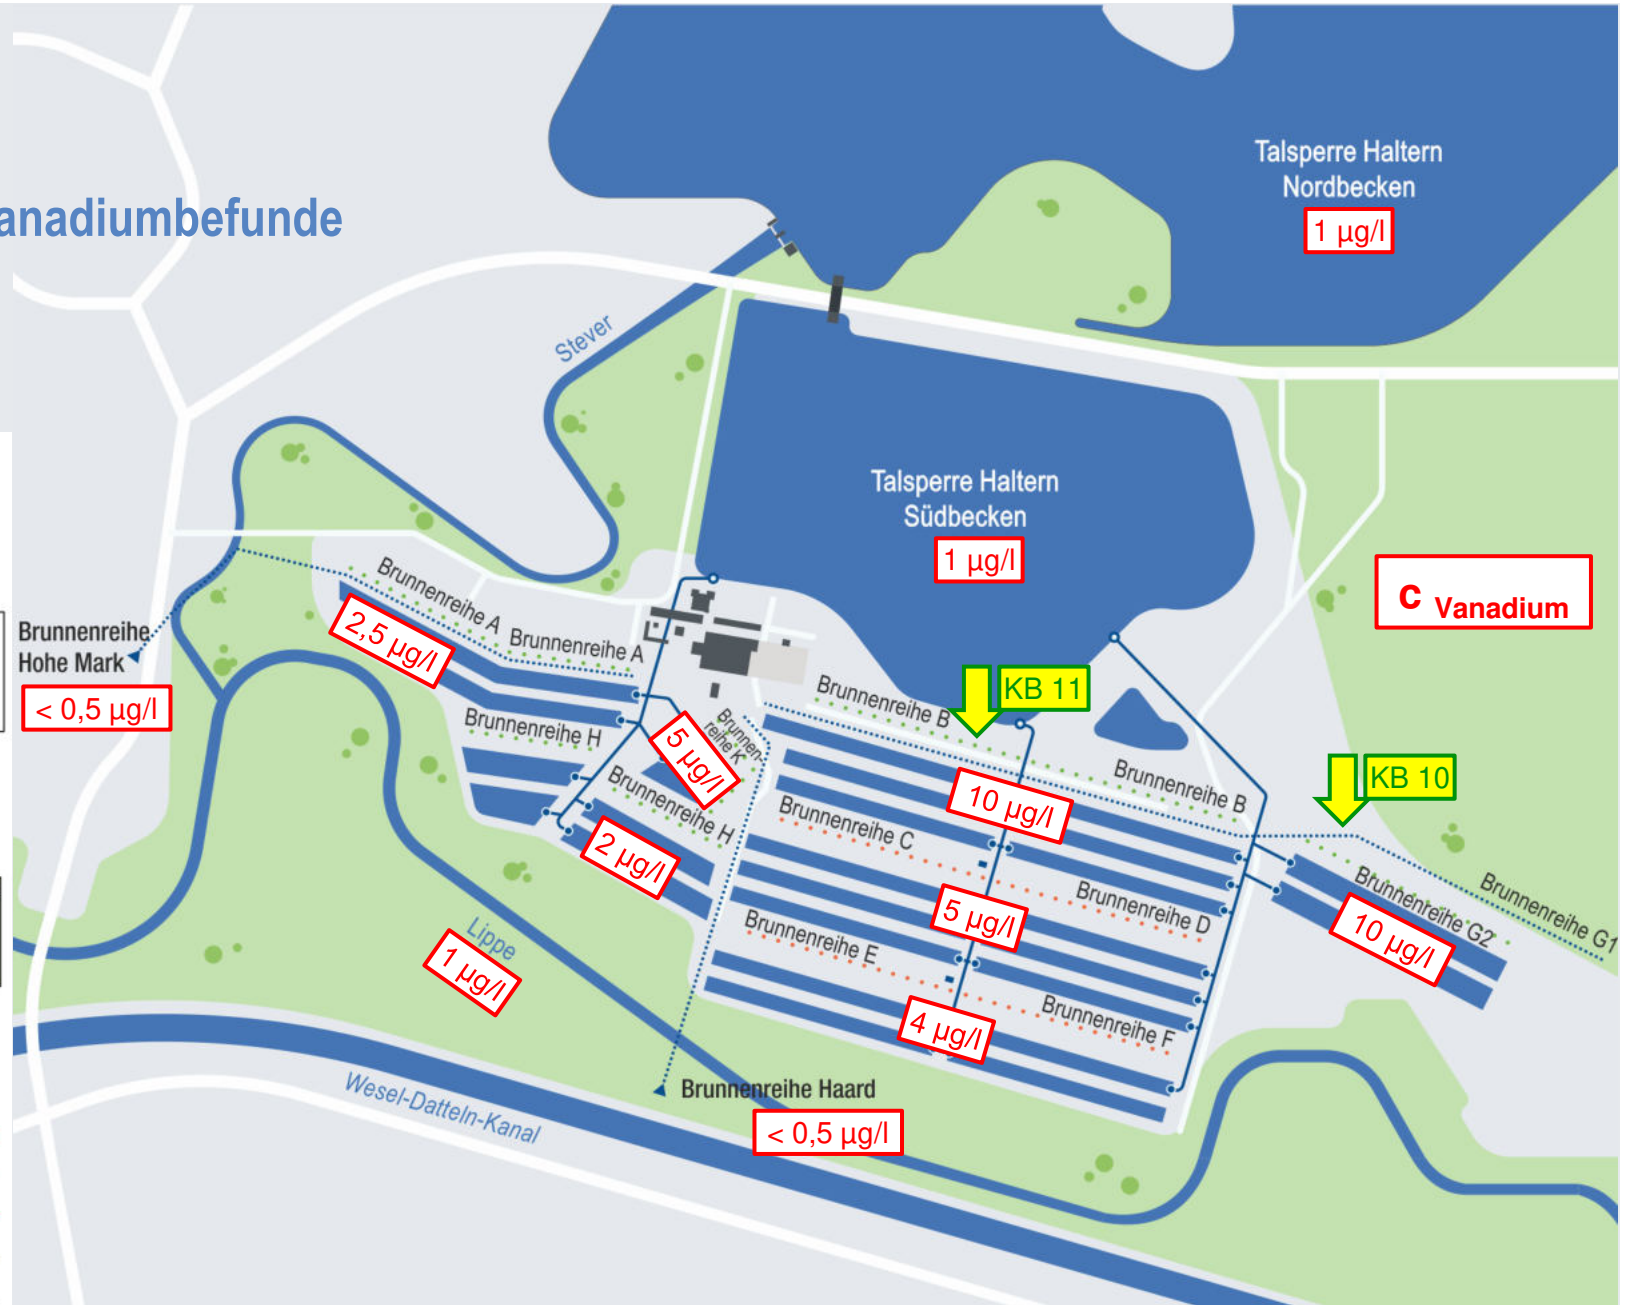 Talsperre Haltern
Nordbecken
1 µg/l
anadiumbefunde
Stever
Talsperre Haltern
Südbecken
1 µg/l
C Vanadium
Brunnenreihe
Hohe Mark
< 0,5 µg/l
Brunnenreihe A
Brunnenreihe A
2,5 µg/l
Brunnenreihe H
5 µg/l
Brunnen-
reihe K
Brunnenreihe H
2 µg/l
Brunnenreihe B
KB 11
Brunnenreihe B
KB 10
10 µg/l
Brunnenreihe C
Brunnenreihe D
5 µg/l
Brunnenreihe E
Brunnenreihe F
4 µg/l
Brunnenreihe G2
Brunnenreihe G1
10 µg/l
Lippe
1 µg/l
Brunnenreihe Haard
< 0,5 µg/l
Wesel-Datteln-Kanal